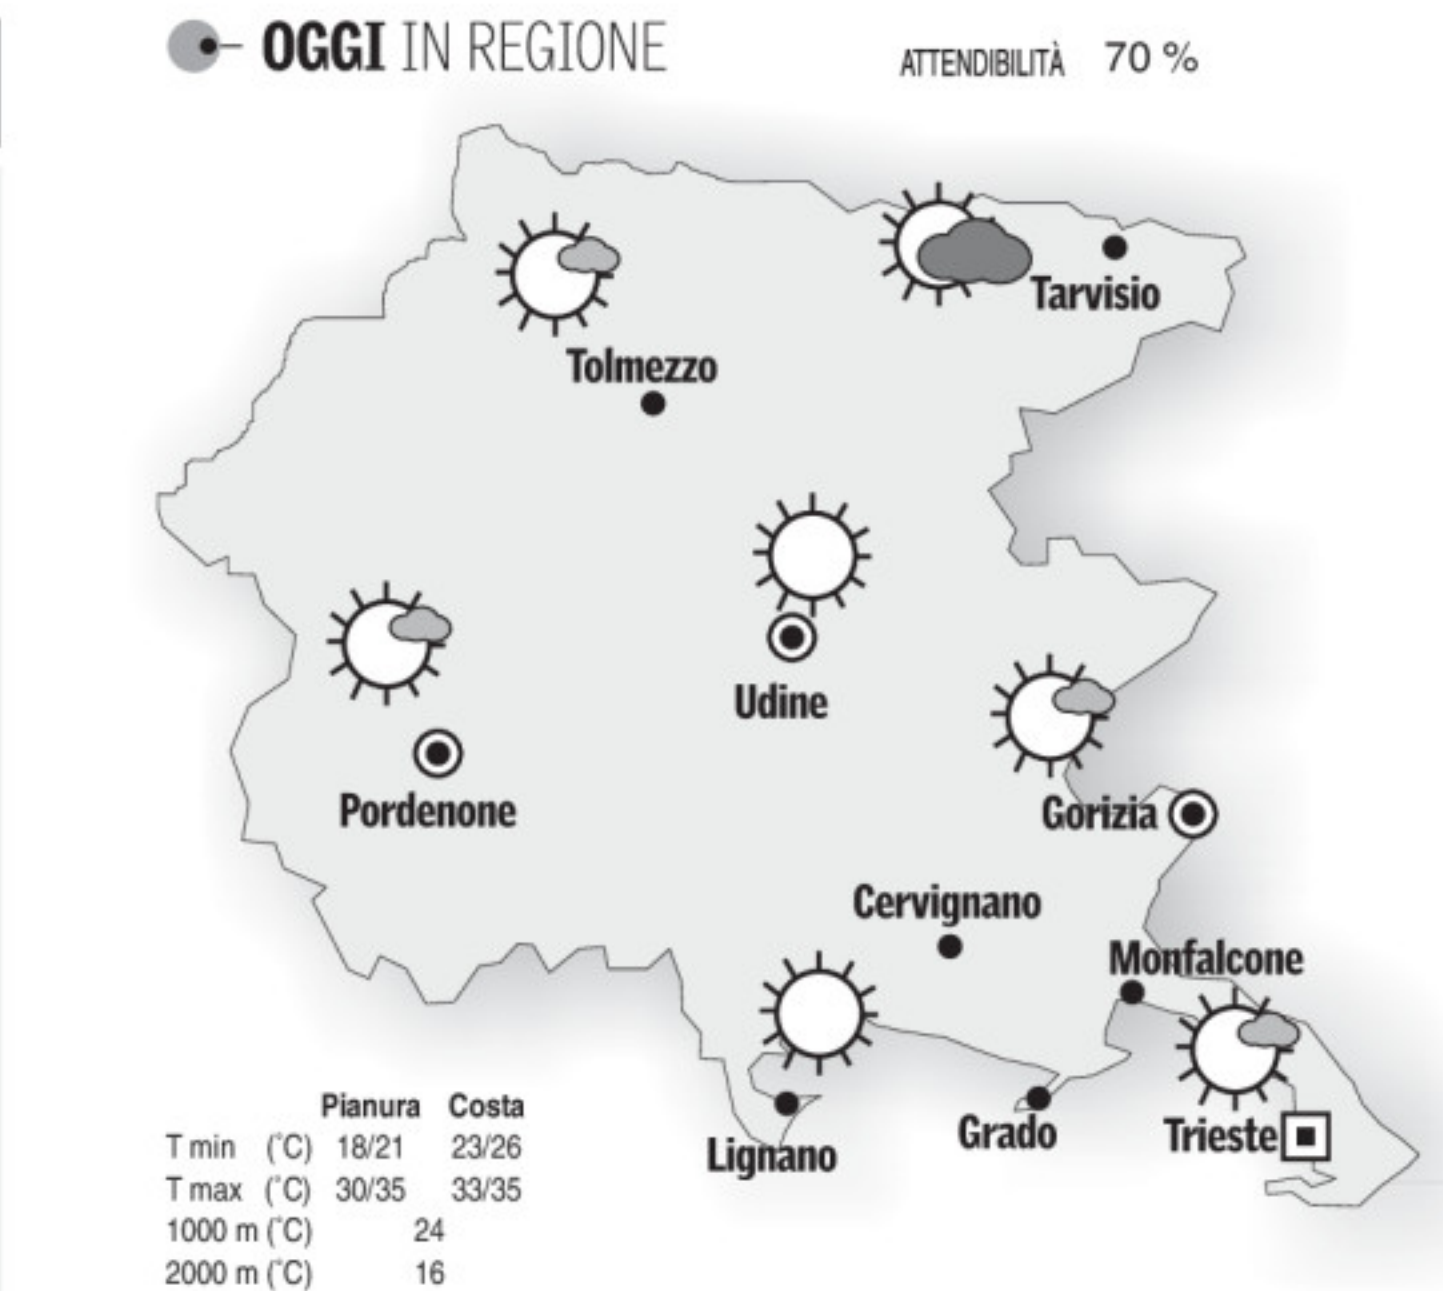 OGGI IN REGIONE
ATTENDIBILITÀ 70 %
Tarvisio
Tolmezzo
Udine
Pordenone
Gorizia
Cervignano
Monfalcone
Grado
Trieste
Lignano
Pianura Costa
T min (°C) 18/21 23/26
T max (°C) 30/35 33/35
1000 m (°C) 24
2000 m (°C) 16